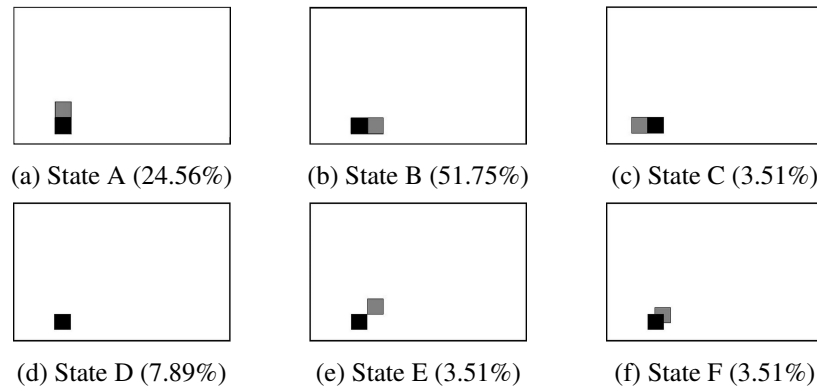 (a) State A (24.56%)
(b) State B (51.75%)
(c) State C (3.51%)
(d) State D (7.89%)
(e) State E (3.51%)
(f) State F (3.51%)